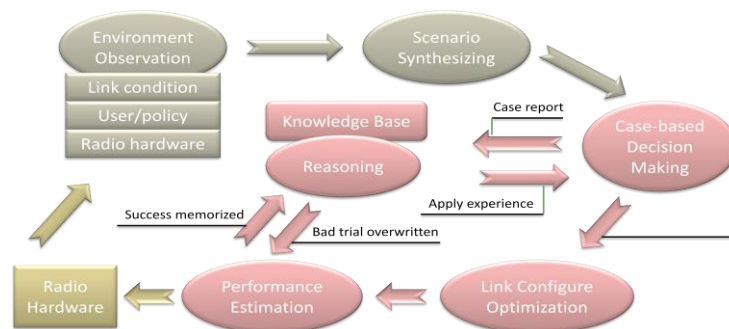 Environment
Observation
Link condition
User/policy
Radio hardware
Scenario
Synthesizing
Knowledge Base
Reasoning
Case report
Apply experience
Case-based
Decision
Making
Success memorized
Bad trial overwritten
Radio
Hardware
Performance
Estimation
Link Configure
Optimization